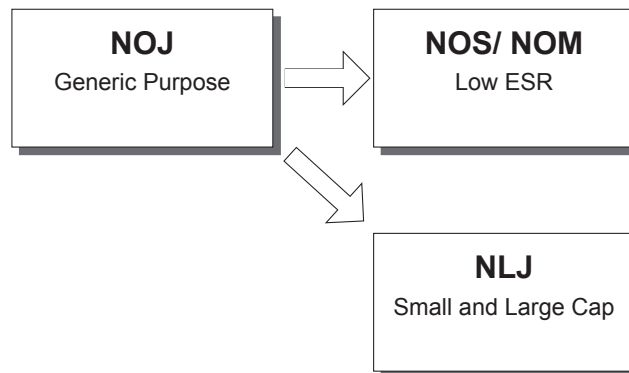 NOJ
Generic Purpose
NOS/ NOM
Low ESR
NLJ
Small and Large Cap